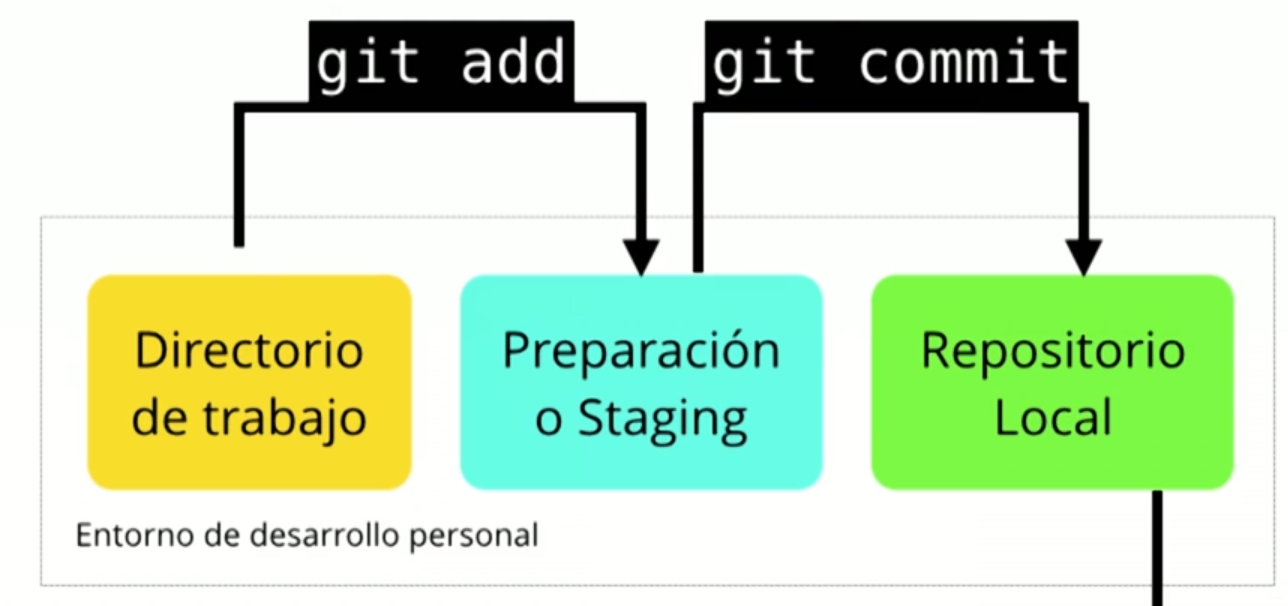 git add
git commit
Directorio
de trabajo
Preparación
o Staging
Repositorio
Local
Entorno de desarrollo personal